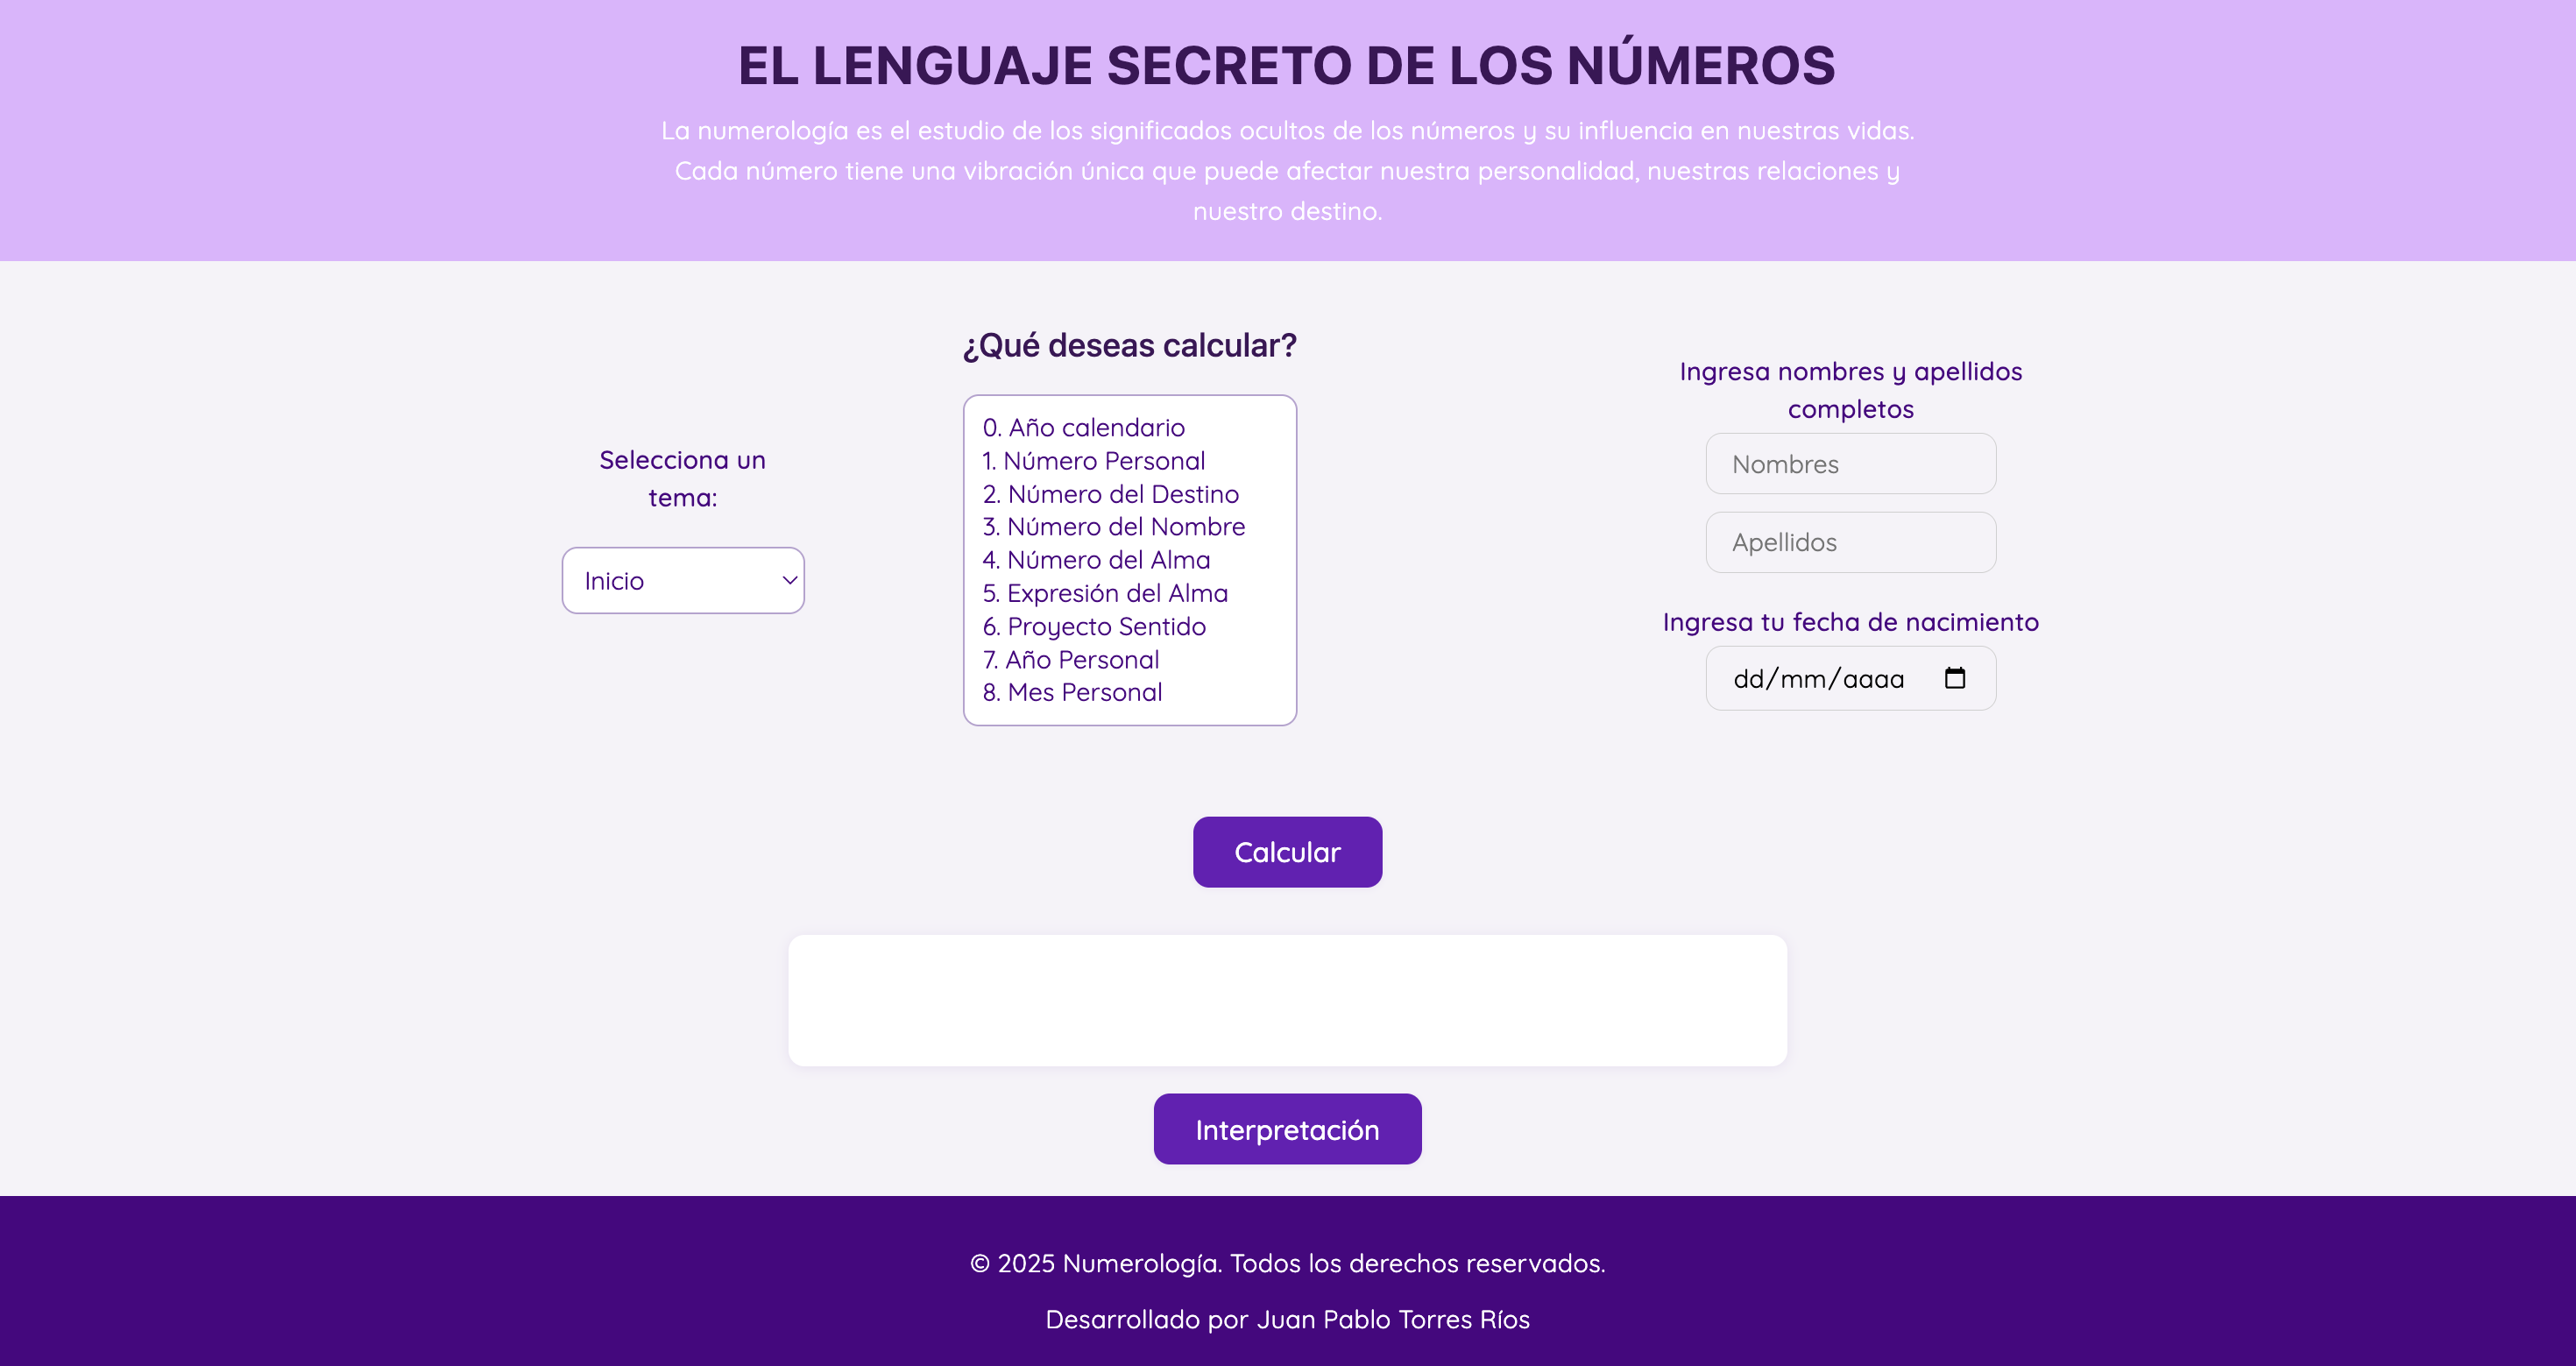 EL LENGUAJE SECRETO DE LOS NÚMEROS
La numerología es el estudio de los significados ocultos de los números y su influencia en nuestras vidas.
Cada número tiene una vibración única que puede afectar nuestra personalidad, nuestras relaciones y
nuestro destino.
Selecciona un
tema:
Inicio
¿Qué deseas calcular?
0. Año calendario
1. Número Personal
2. Número del Destino
3. Número del Nombre
4. Número del Alma
5. Expresión del Alma
6. Proyecto Sentido
7. Año Personal
8. Mes Personal
Ingresa nombres y apellidos
completos
Nombres
Apellidos
Ingresa tu fecha de nacimiento
dd/mm/aaaa
Calcular
Interpretación
© 2025 Numerología. Todos los derechos reservados.
Desarrollado por Juan Pablo Torres Ríos